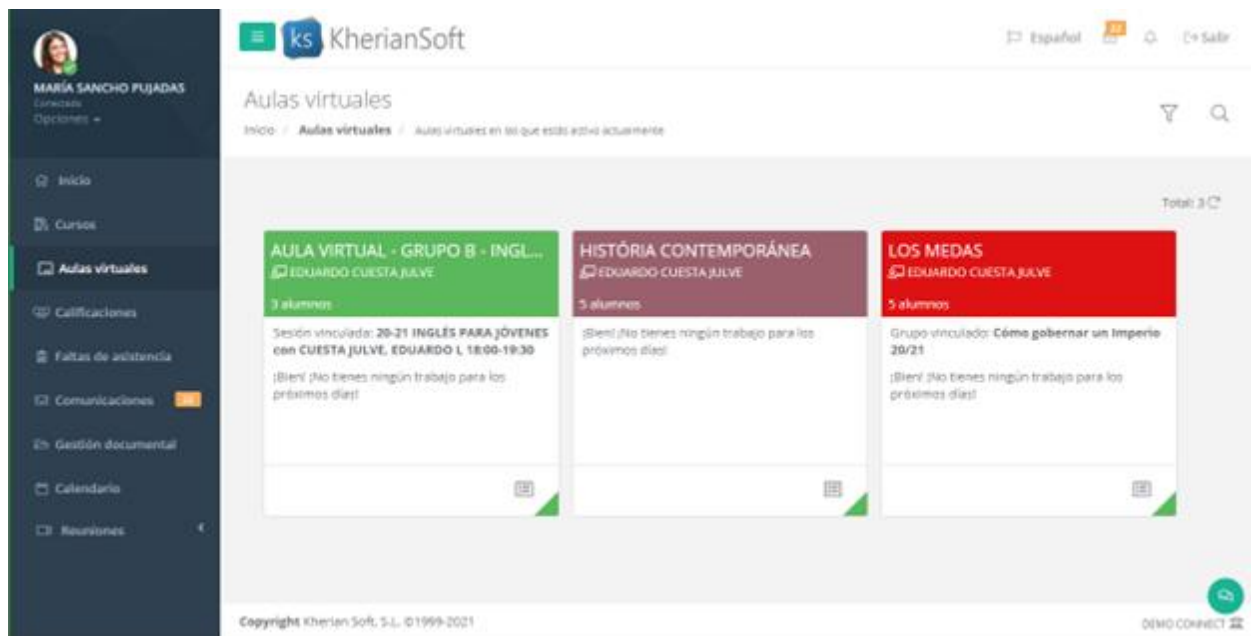 MARÍA SANCHO PUJADAS
Conectado
Opciones
Inicio
Cursos
Aulas virtuales
Calificaciones
Faltas de asistencia
Comunicaciones
Gestión documental
Calendario
Reuniones
ks KherianSoft
Español
Salir
Aulas virtuales
Inicio / Aulas virtuales / Aulas virtuales en las que estás activo actualmente
Total: 3
AULA VIRTUAL - GRUPO B - INGL...
EDUARDO CUESTA JULVE
3 alumnos
Sesión vinculada: 20-21 INGLÉS PARA JÓVENES
con CUESTA JULVE, EDUARDO L 18:00-19:30
¡Bien! ¡No tienes ningún trabajo para los
próximos días!
HISTÓRIA CONTEMPORÁNEA
EDUARDO CUESTA JULVE
5 alumnos
¡Bien! ¡No tienes ningún trabajo para los
próximos días!
LOS MEDAS
EDUARDO CUESTA JULVE
5 alumnos
Grupo vinculado: Cómo gobernar un Imperio
20/21
¡Bien! ¡No tienes ningún trabajo para los
próximos días!
Copyright Kherian Soft, S.L. ©1999-2021
DEMO CONNECT